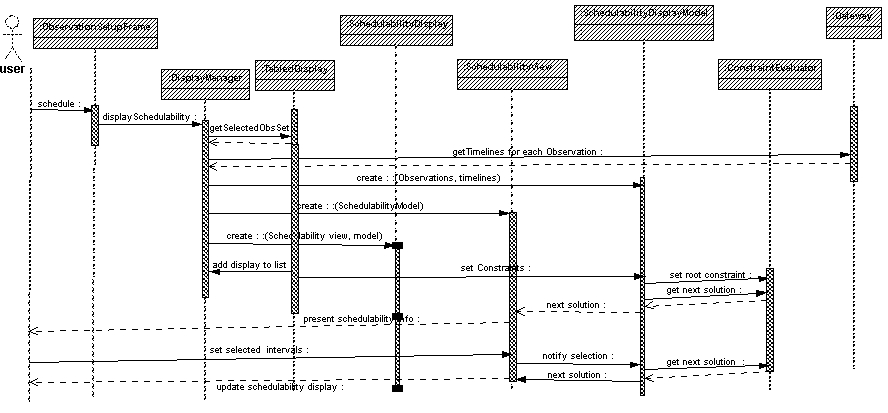 SchedulabilityDisplayModel
Gateway
ObservationSetupFrame
SchedulabilityDisplay
user
DisplayManager
TabledDisplay
SchedulabilityView
ConstraintEvaluator
schedule :
displaySchedulability :
getSelectedObsSet
getTimelines for each Observation :
create : :(Observations, timelines)
create : :(SchedulabilityModel)
create : :(Schedulability view, model)
add display to list
set Constraints :
set root constraint :
get next solution :
next solution :
present schedulability info :
set selected intervals :
notify selection :
get next solution :
next solution :
update schedulability display :